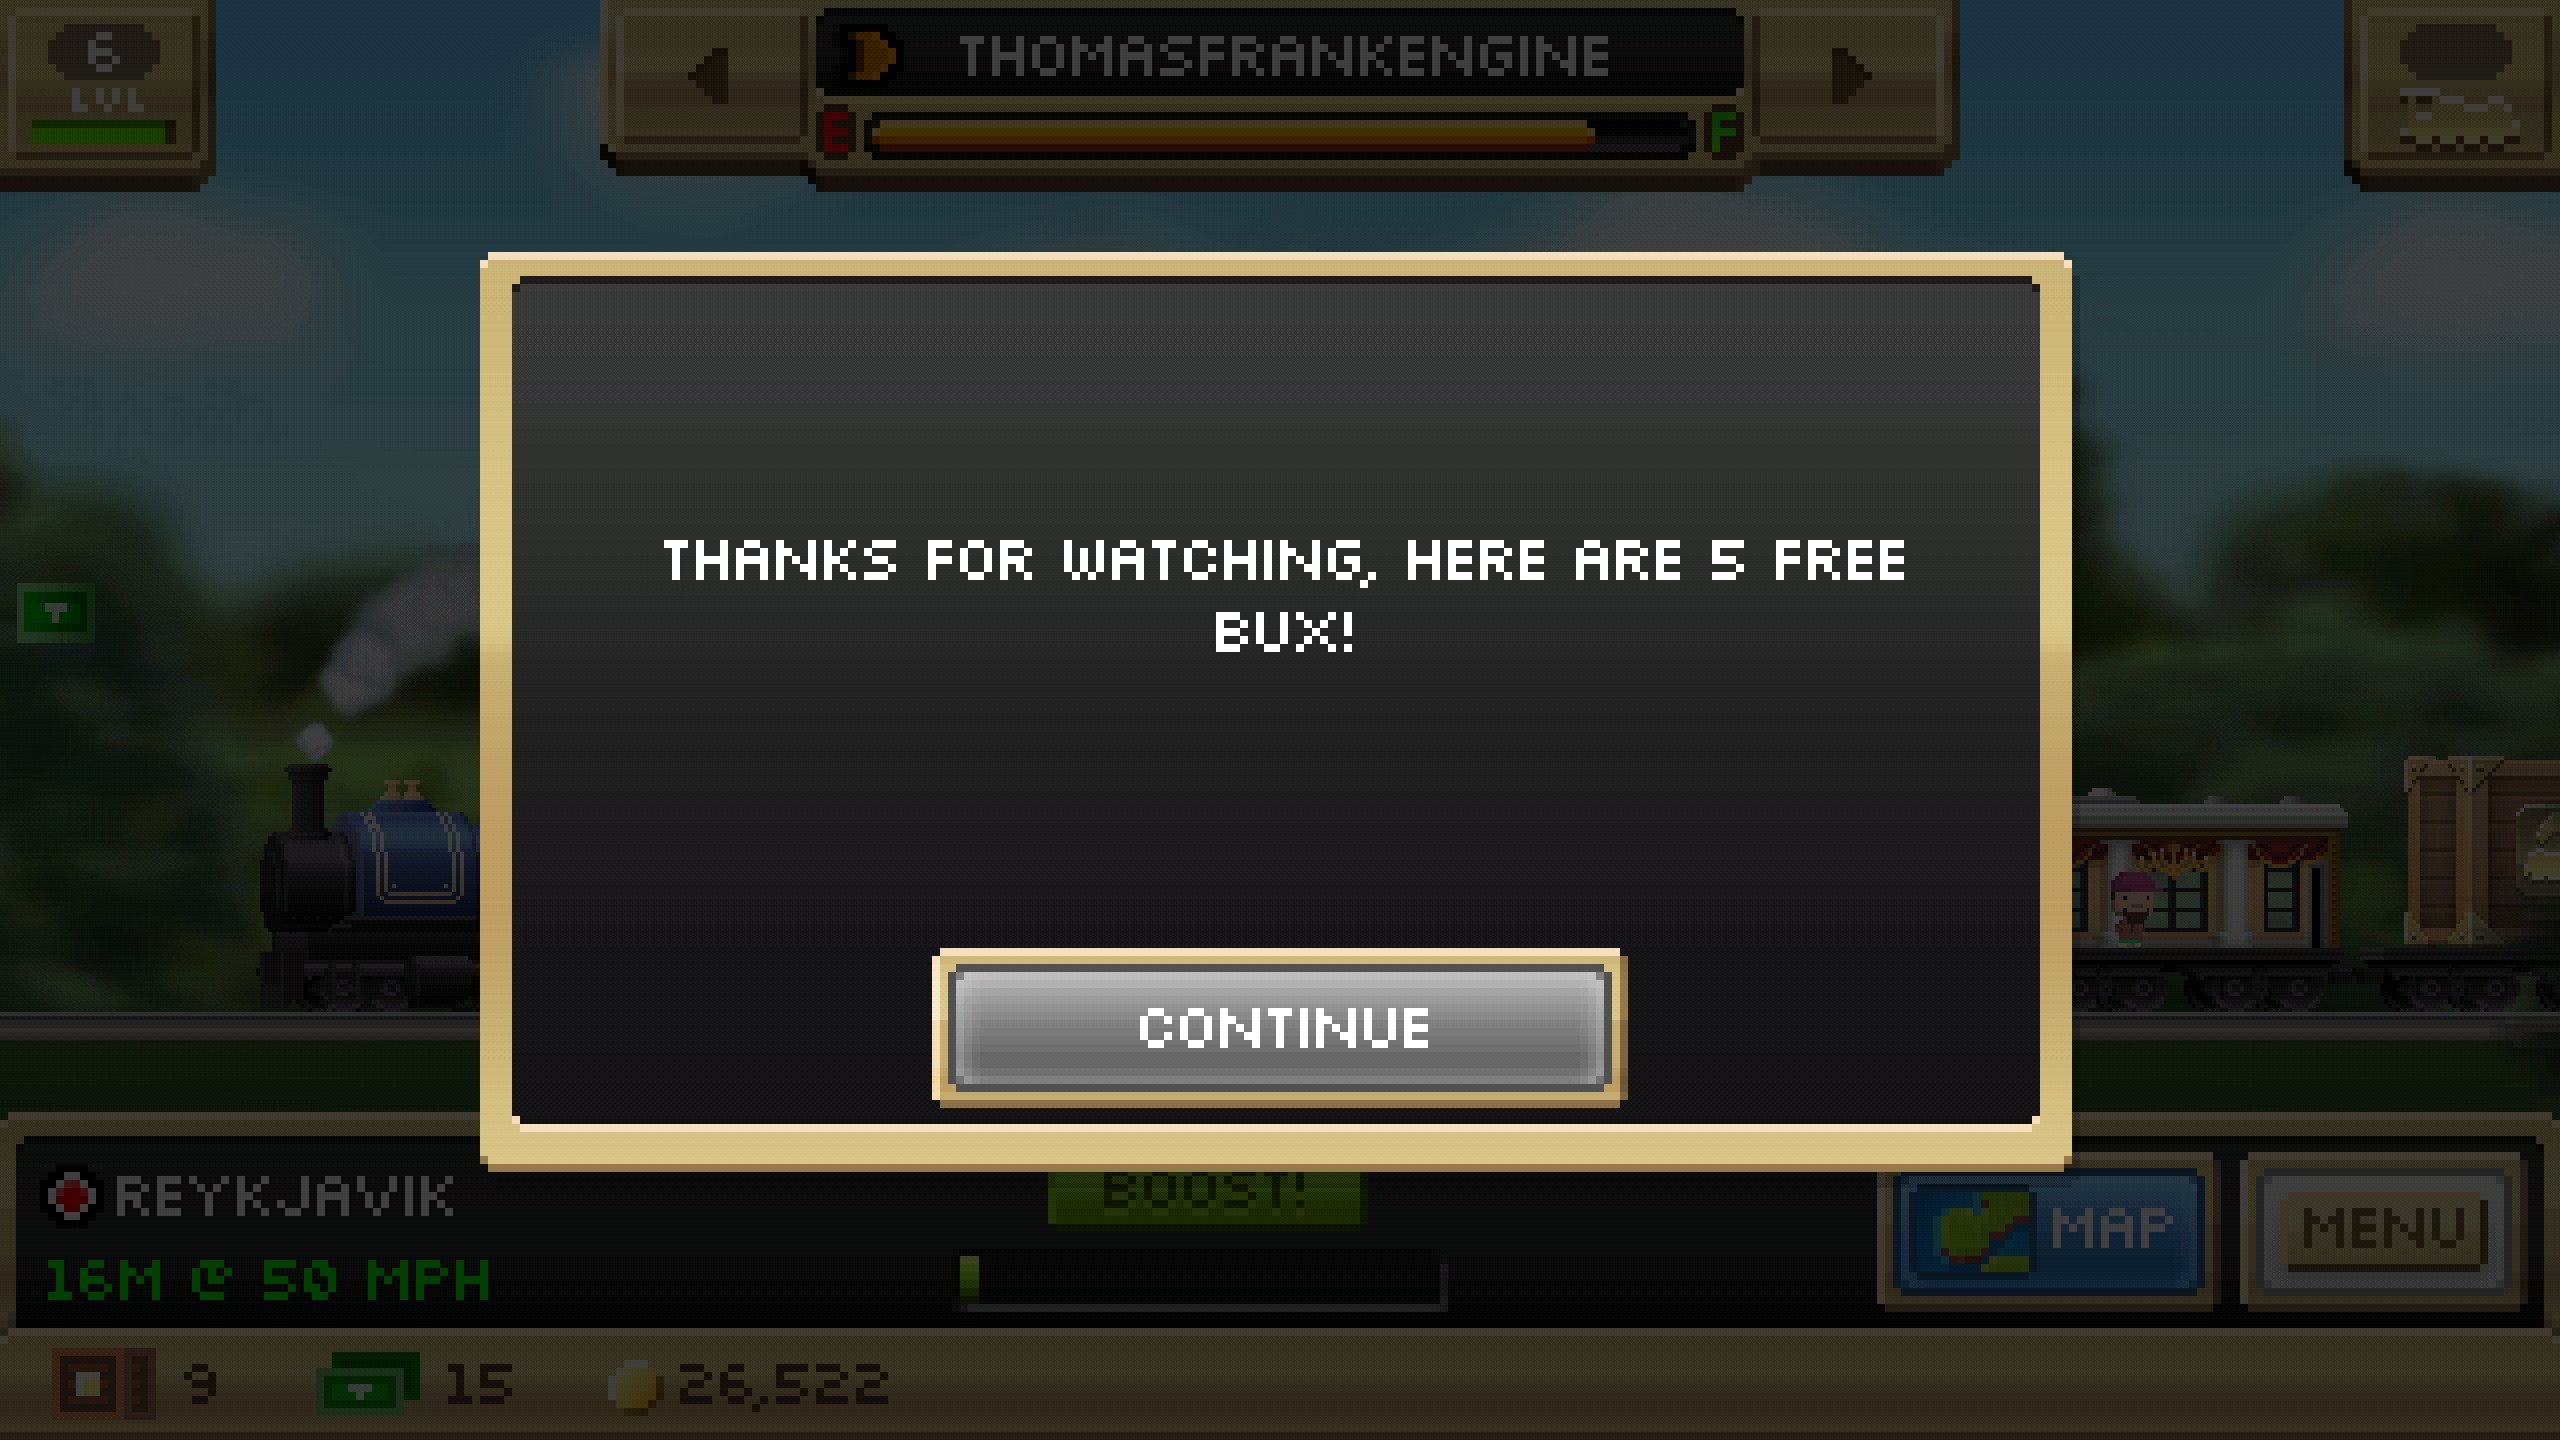 6
LVL
THOMASFRANKENGINE
E
F
T
THANKS FOR WATCHING, HERE ARE 5 FREE
BUX!
CONTINUE
REYKJAVIK
BOOST!
MAP
MENU
16M @ 50 MPH
9
T
15
26,522